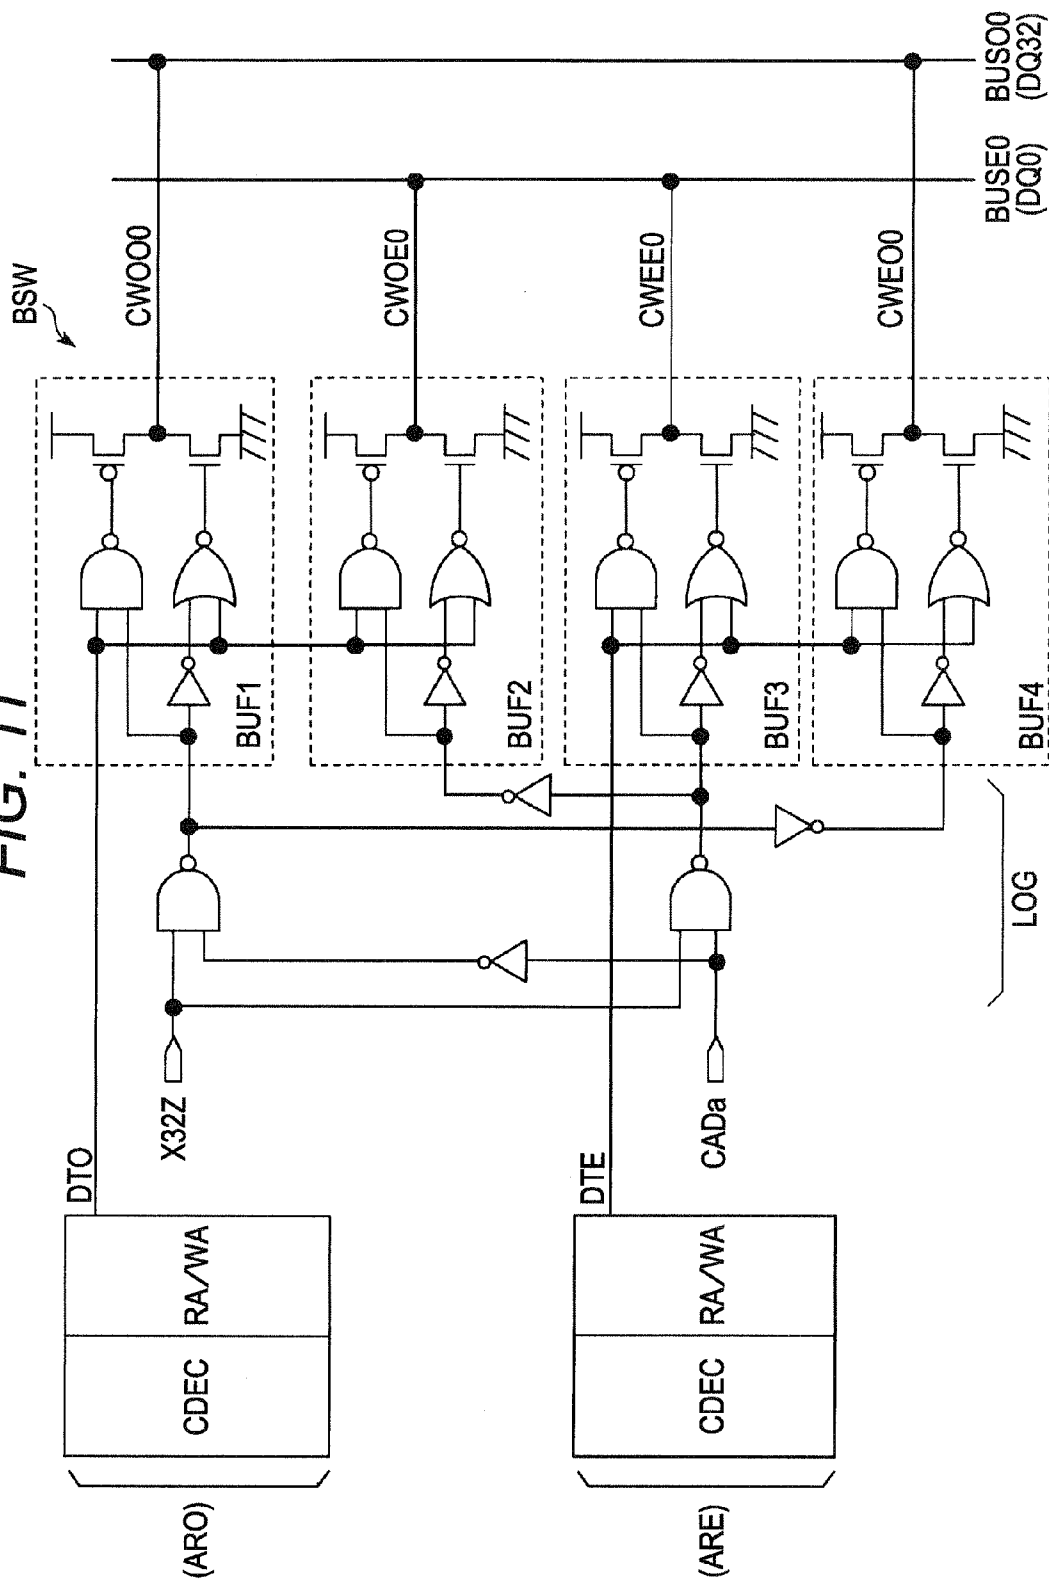 FIG. 11
BSW
CWOO0
CWOE0
CWEE0
CWEO0
BUSE0
(DQ0)
BUSO0
(DQ32)
BUF1
BUF2
BUF3
BUF4
LOG
X32Z
CADa
DTO
DTE
CDEC
RA/WA
(ARO)
CDEC
RA/WA
(ARE)